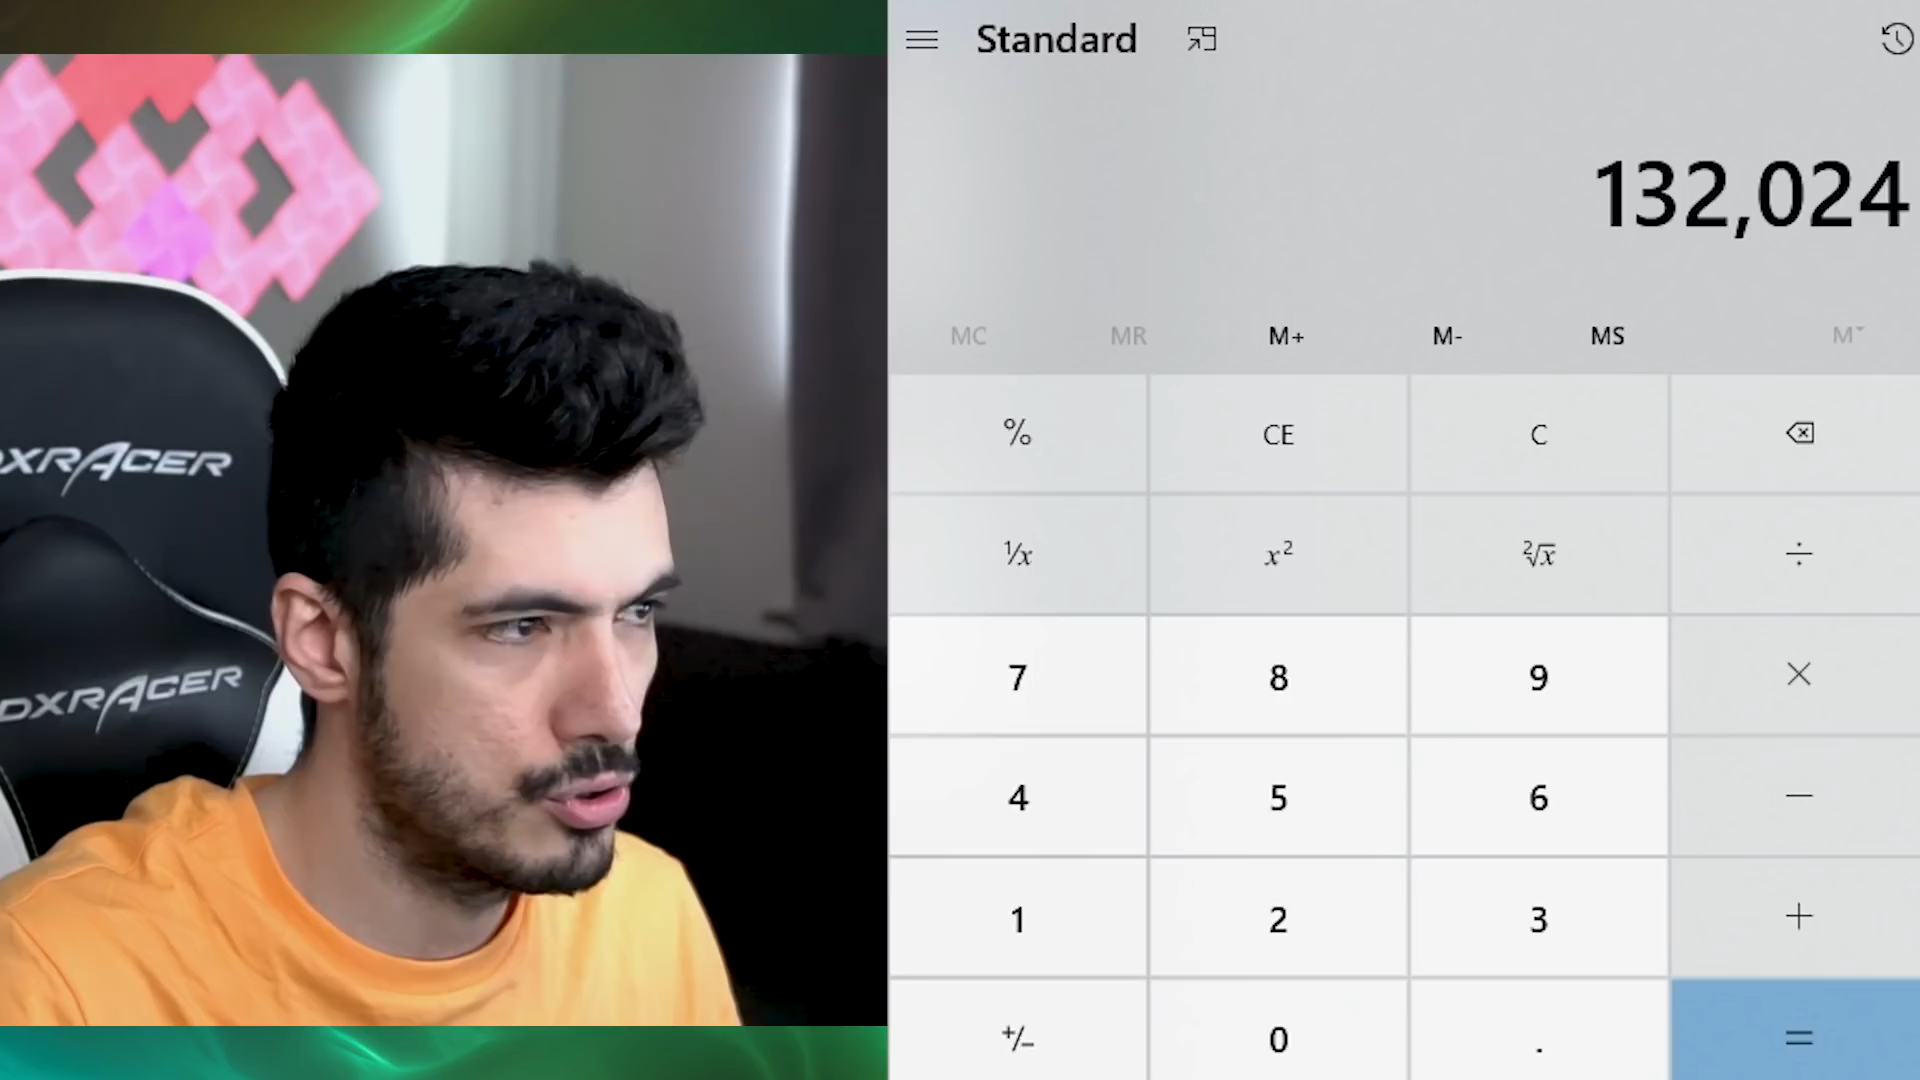 DXRACER
DXRACER
Standard
132,024
MC MR M+ M- MS M˅
% CE C
¹/x x² ²√x ÷
7 8 9 ×
4 5 6 −
1 2 3 +
+/− 0 . =